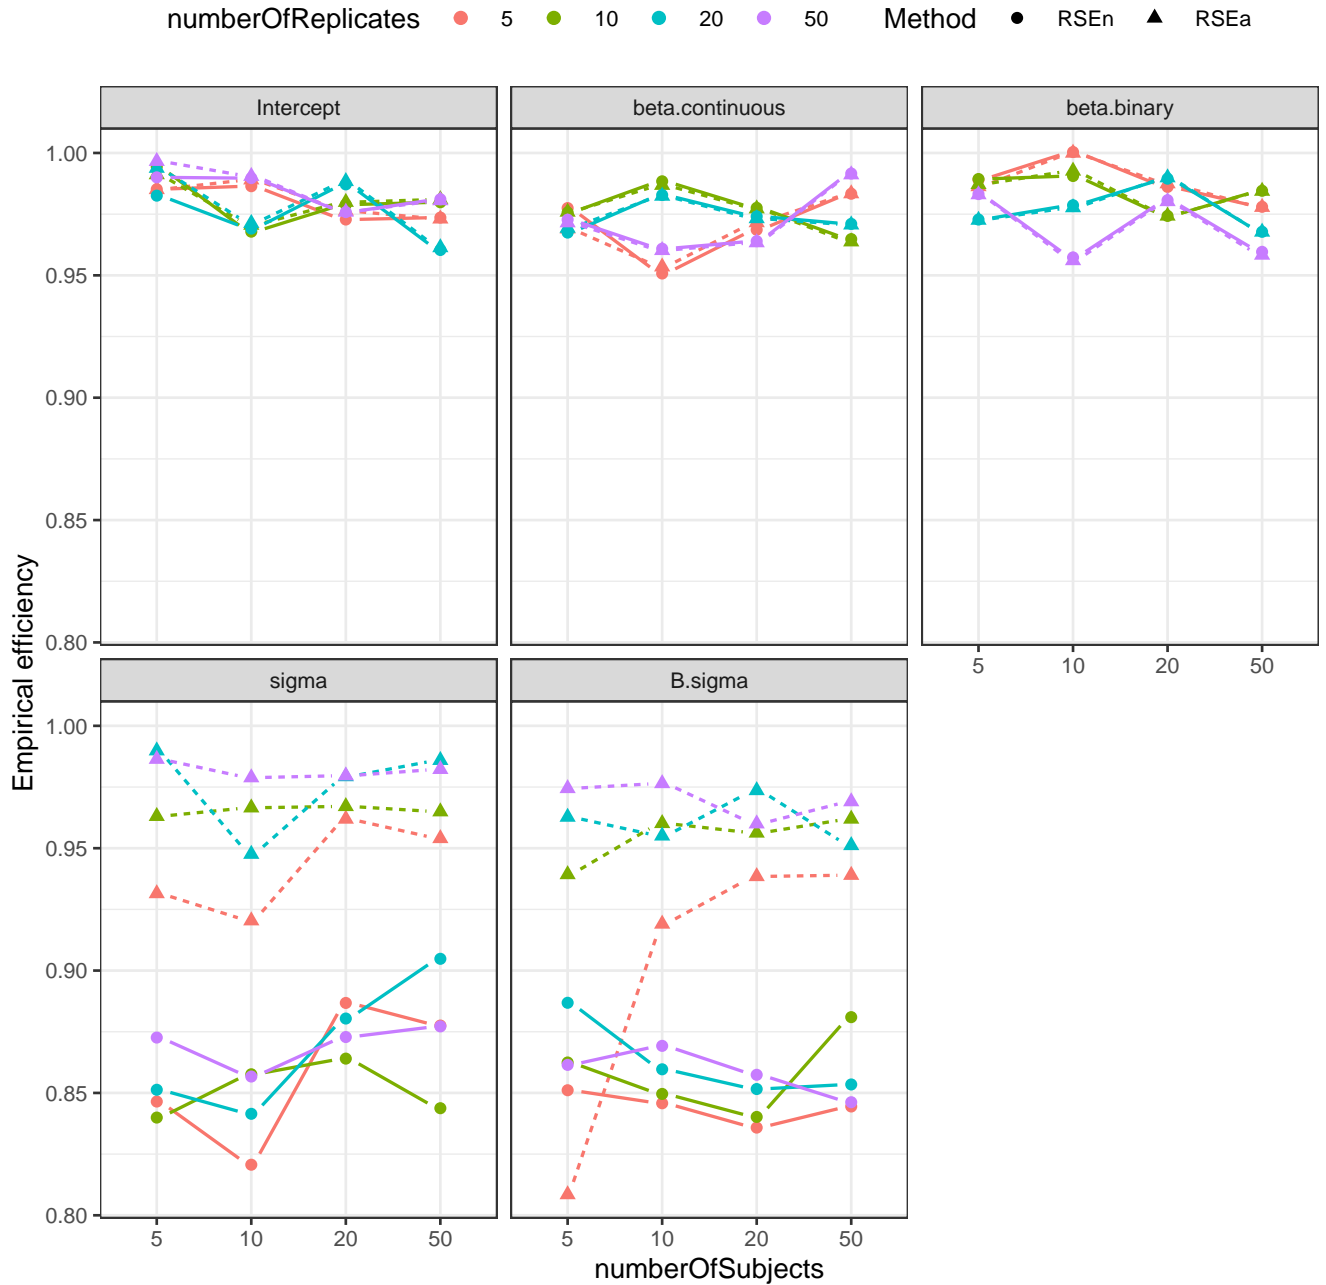 numberOfReplicates 5 10 20 50 Method RSEn RSEa
Intercept beta.continuous beta.binary
1.00
0.95
0.90
0.85
0.80
5 10 20 50
sigma B.sigma
1.00
0.95
0.90
0.85
0.80
5 10 20 50 5 10 20 50
numberOfSubjects
Empirical efficiency